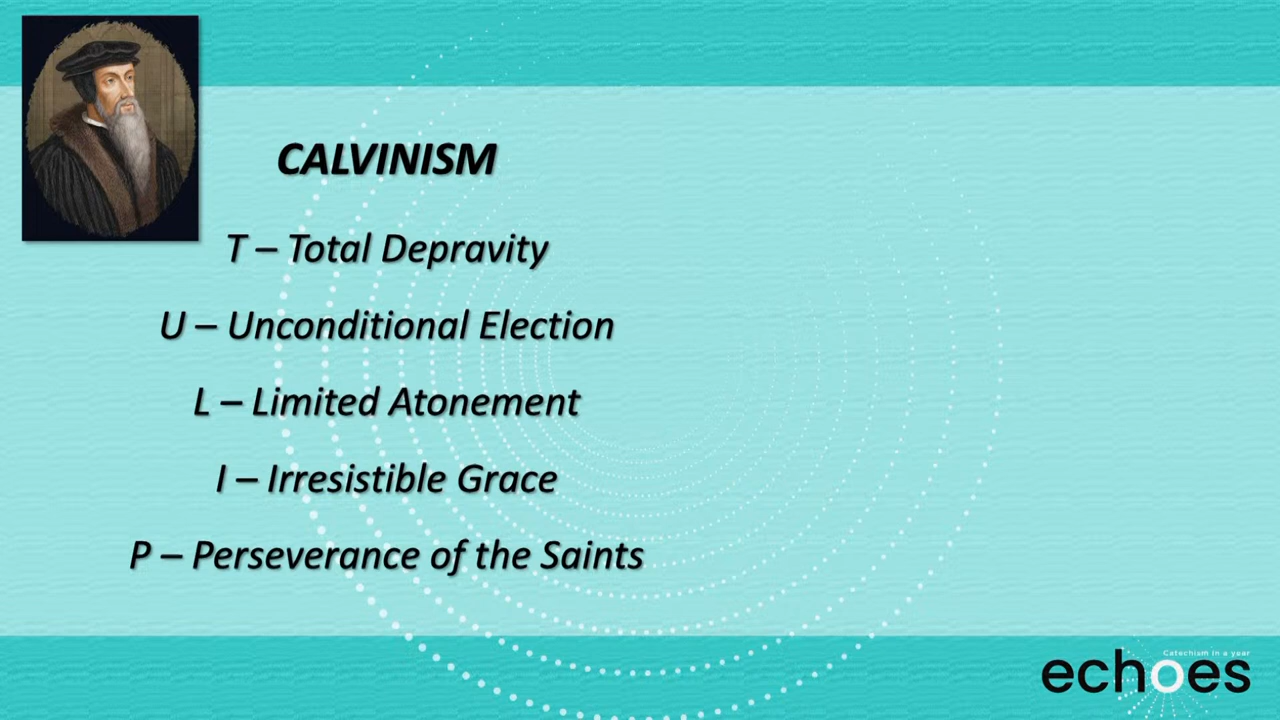 CALVINISM
T – Total Depravity
U – Unconditional Election
L – Limited Atonement
I – Irresistible Grace
P – Perseverance of the Saints
Catechism in a year
echoes